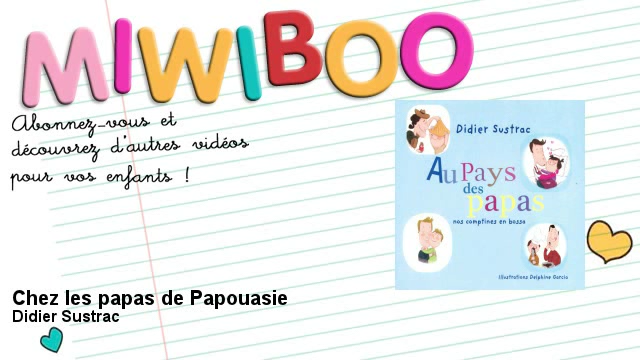 MIWIBOO
Abonnez-vous et
découvrez d'autres vidéos
pour vos enfants !
Didier Sustrac
Au Pays
des
papas
nos comptines en bossa
Illustrations Delphine Garcia
Chez les papas de Papouasie
Didier Sustrac